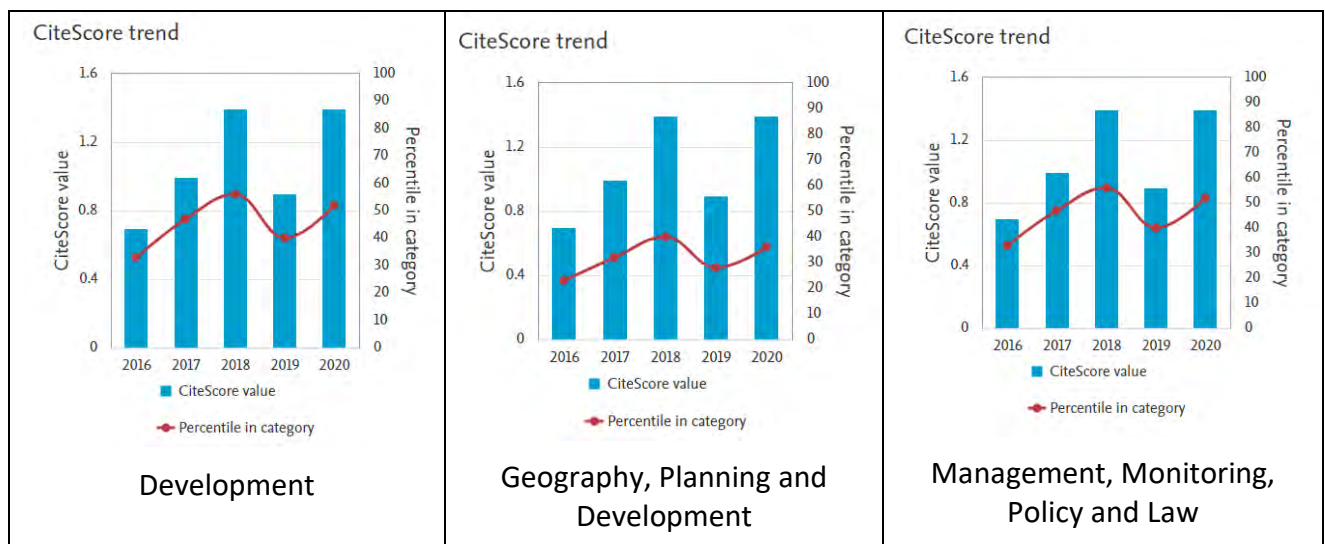 CiteScore trend
1.6
1.2
0.8
0.4
0
CiteScore value
100
90
80
70
60
50
40
30
20
10
0
Percentile in category
2016 2017 2018 2019 2020
CiteScore value
Percentile in category
Development
CiteScore trend
1.6
1.2
0.8
0.4
0
CiteScore value
100
90
80
70
60
50
40
30
20
10
0
Percentile in category
2016 2017 2018 2019 2020
CiteScore value
Percentile in category
Geography, Planning and
Development
CiteScore trend
1.6
1.2
0.8
0.4
0
CiteScore value
100
90
80
70
60
50
40
30
20
10
0
Percentile in category
2016 2017 2018 2019 2020
CiteScore value
Percentile in category
Management, Monitoring,
Policy and Law